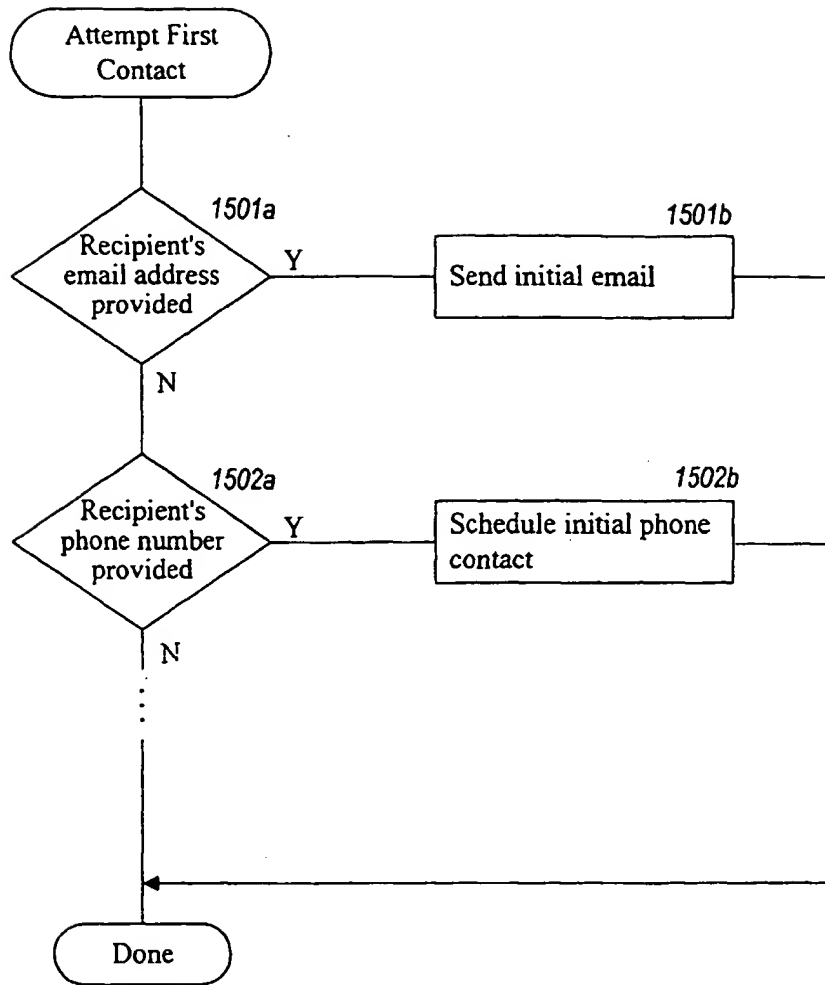 Attempt First
Contact
1501a
Recipient's
email address
provided
Y
N
1501b
Send initial email
1502a
Recipient's
phone number
provided
Y
N
1502b
Schedule initial phone
contact
Done